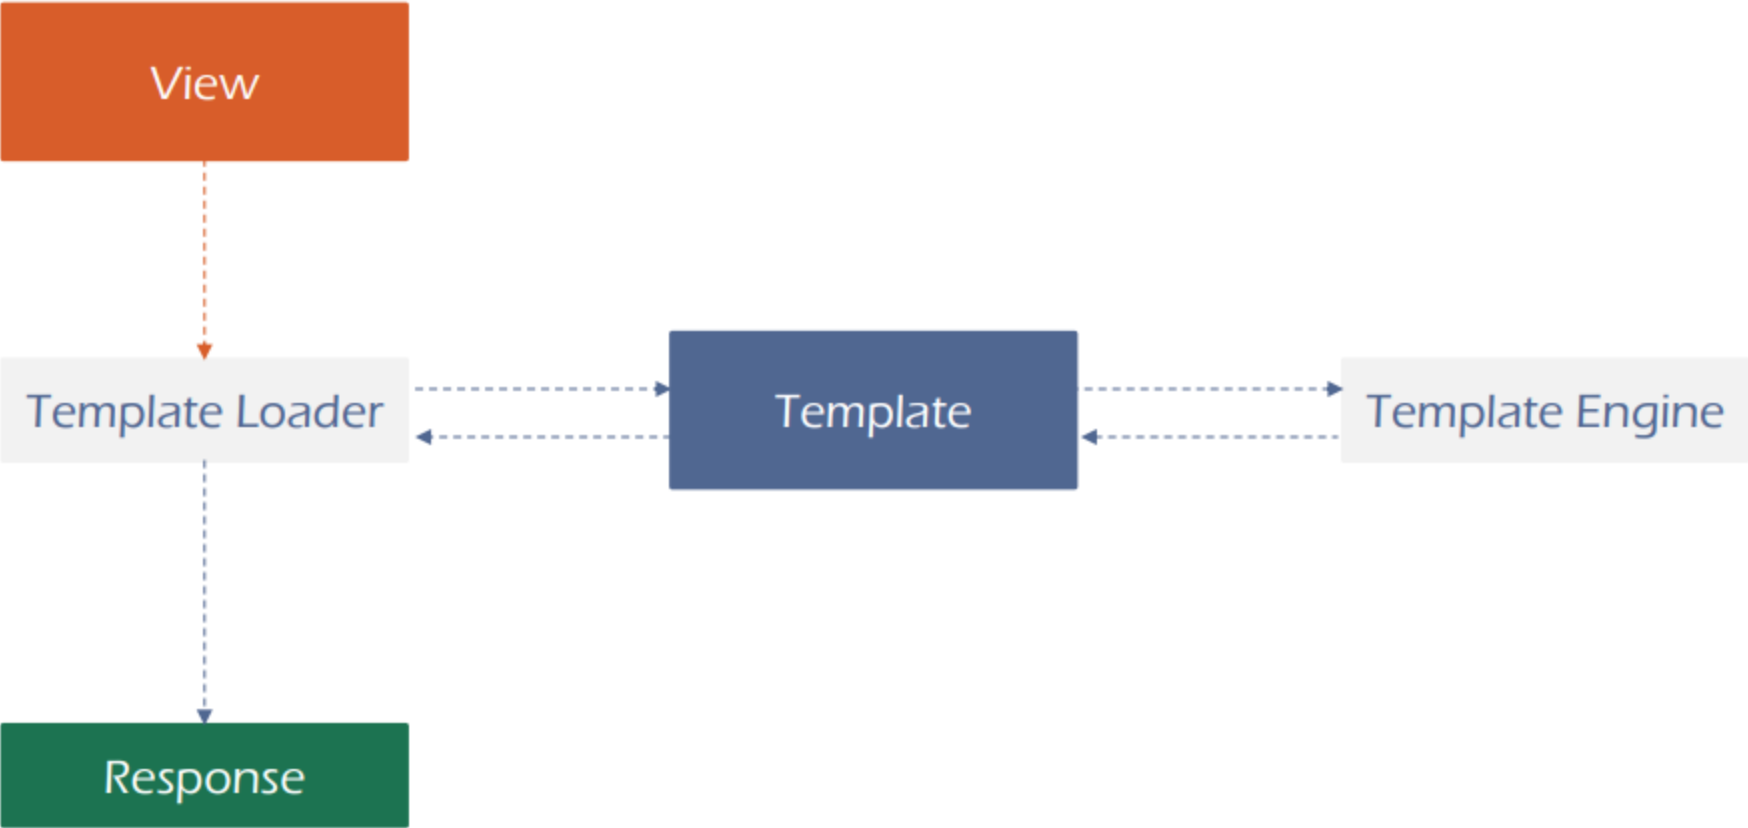 View
Template Loader
Template
Template Engine
Response